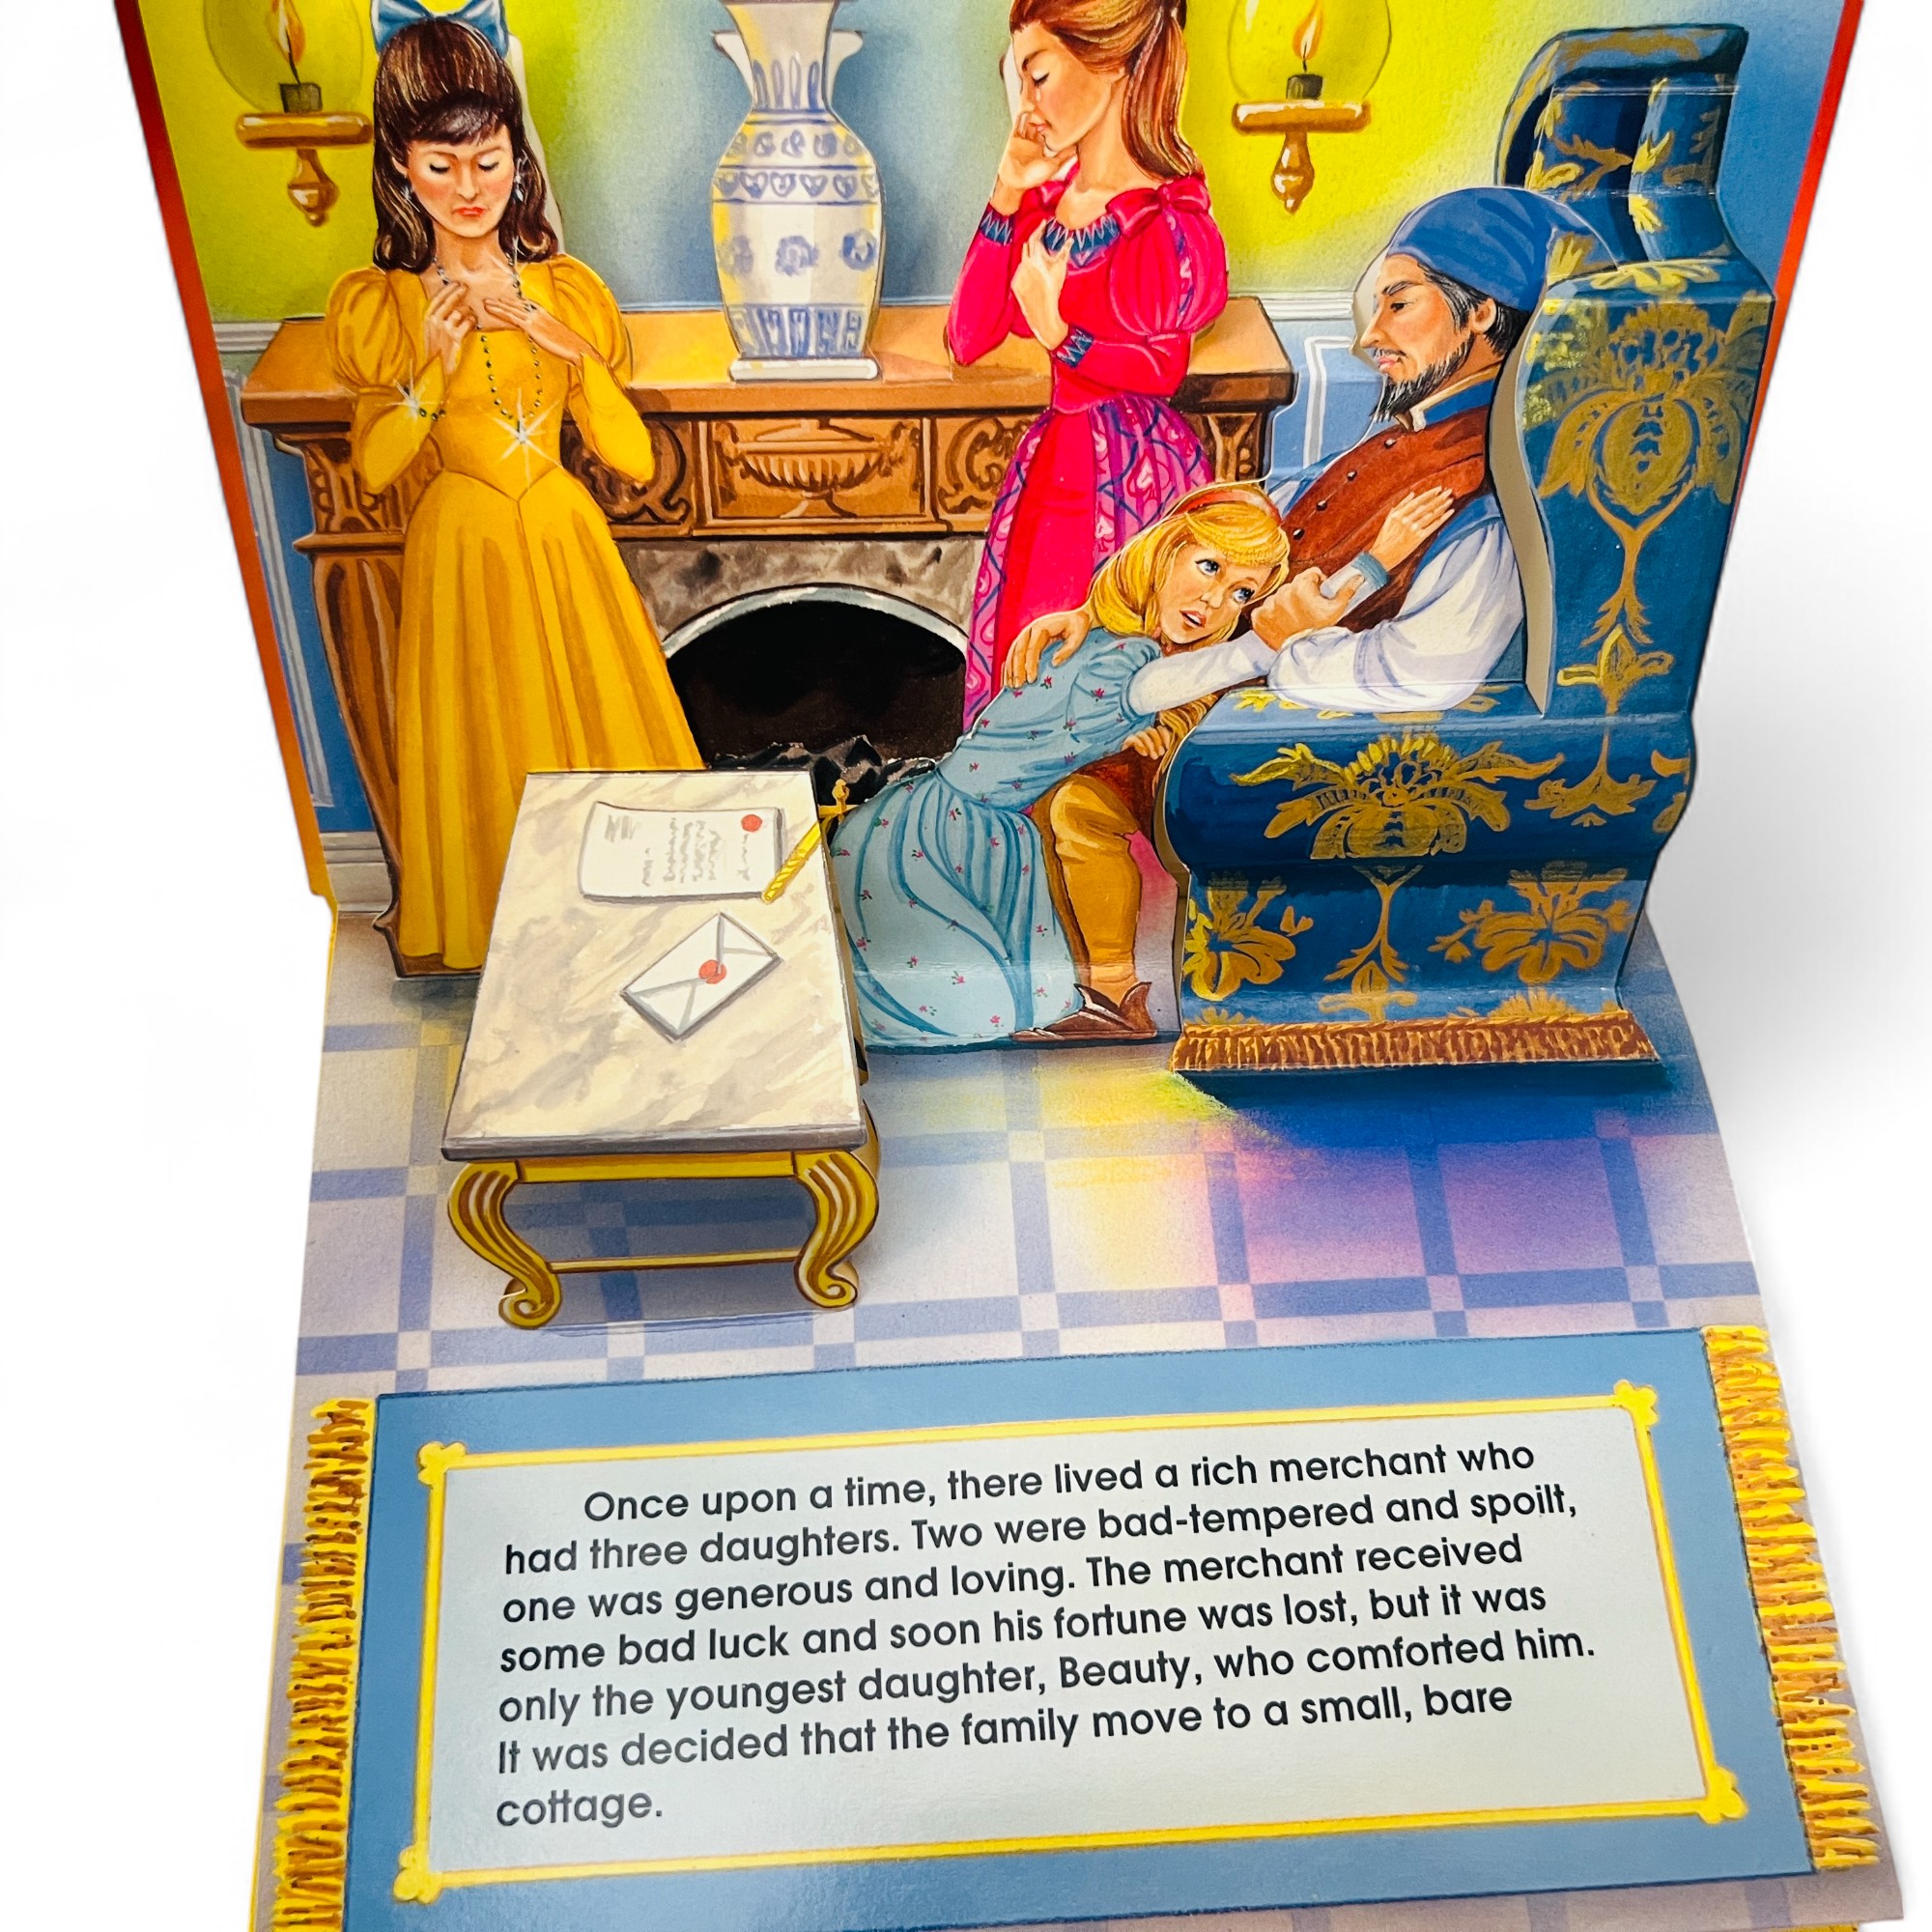 Once upon a time, there lived a rich merchant who
had three daughters. Two were bad-tempered and spoilt,
one was generous and loving. The merchant received
some bad luck and soon his fortune was lost, but it was
only the youngest daughter, Beauty, who comforted him.
It was decided that the family move to a small, bare
cottage.